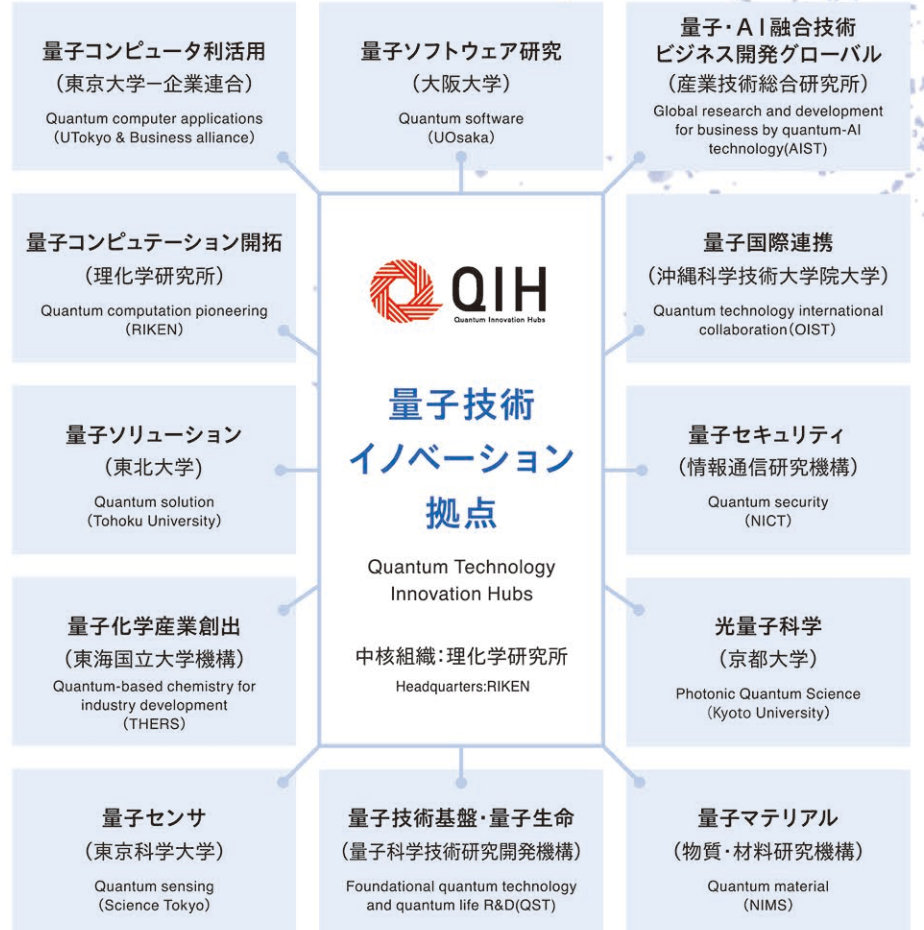 量子コンピュータ利活用
（東京大学－企業連合）
Quantum computer applications
（UTokyo & Business alliance）
量子ソフトウェア研究
（大阪大学）
Quantum software
（UOsaka）
量子・AI融合技術
ビジネス開発グローバル
（産業技術総合研究所）
Global research and development
for business by quantum-AI
technology(AIST)
量子コンピュテーション開拓
（理化学研究所）
Quantum computation pioneering
（RIKEN）
QIH
Quantum Innovation Hubs
量子技術
イノベーション
拠点
Quantum Technology
Innovation Hubs
中核組織：理化学研究所
Headquarters:RIKEN
量子国際連携
（沖縄科学技術大学院大学）
Quantum technology international
collaboration（OIST）
量子ソリューション
（東北大学)
Quantum solution
（Tohoku University）
量子セキュリティ
（情報通信研究機構）
Quantum security
（NICT）
量子化学産業創出
（東海国立大学機構）
Quantum-based chemistry for
industry development
（THERS）
光量子科学
（京都大学）
Photonic Quantum Science
（Kyoto University）
量子センサ
（東京科学大学）
Quantum sensing
（Science Tokyo）
量子技術基盤・量子生命
（量子科学技術研究開発機構）
Foundational quantum technology
and quantum life R&D(QST)
量子マテリアル
（物質・材料研究機構）
Quantum material
（NIMS）